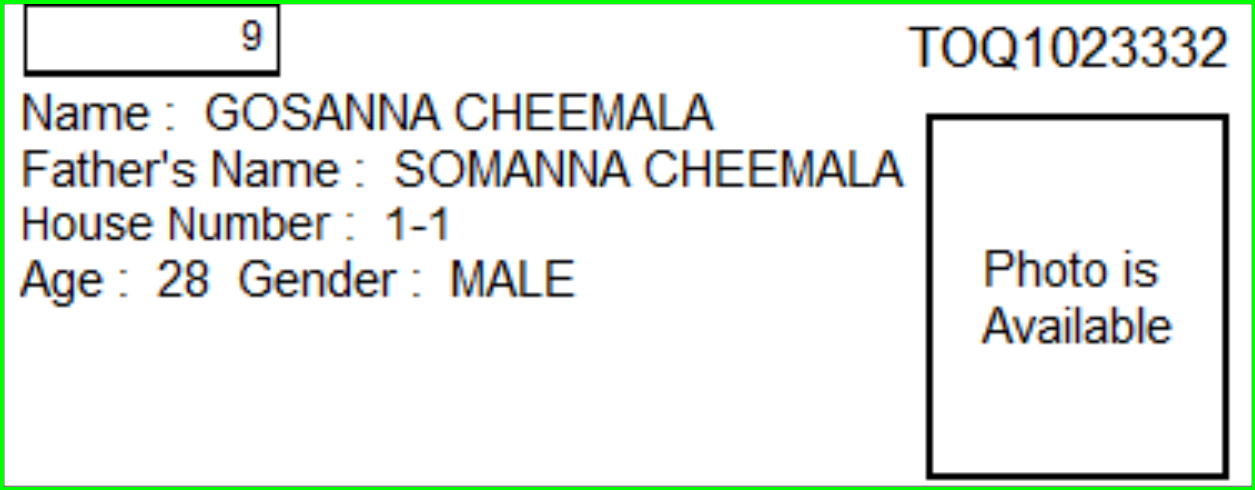 9
TOQ1023332
Name : GOSANNA CHEEMALA
Father's Name : SOMANNA CHEEMALA
House Number : 1-1
Age : 28 Gender : MALE
Photo is
Available